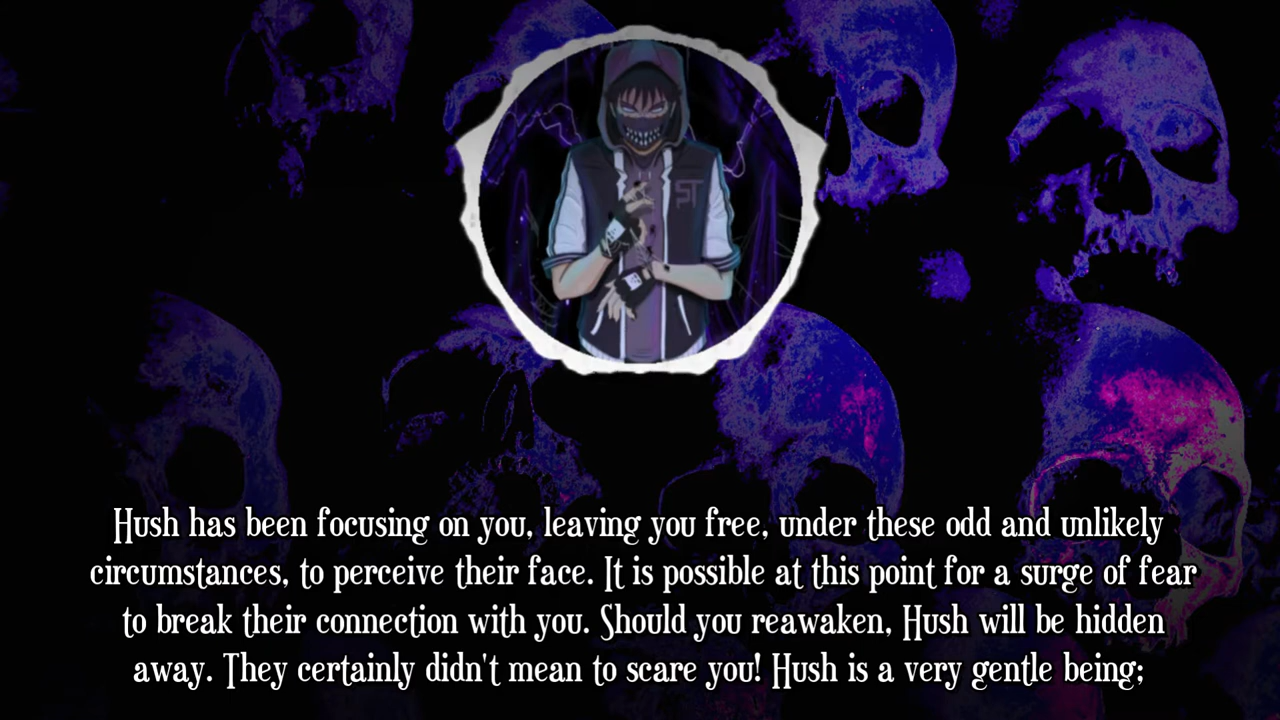 ST
Hush has been focusing on you, leaving you free, under these odd and unlikely
circumstances, to perceive their face. It is possible at this point for a surge of fear
to break their connection with you. Should you reawaken, Hush will be hidden
away. They certainly didn't mean to scare you! Hush is a very gentle being;